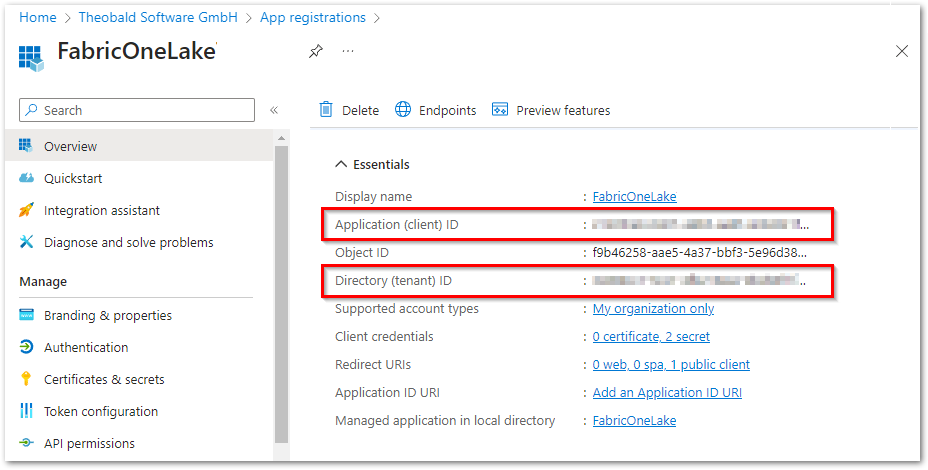 Home > Theobald Software GmbH > App registrations >
FabricOneLake
...
Search
«
Delete Endpoints Preview features
Overview
Quickstart
Integration assistant
Diagnose and solve problems
Manage
Branding & properties
Authentication
Certificates & secrets
Token configuration
API permissions
Essentials
Display name : FabricOneLake
Application (client) ID : ...
Object ID : f9b46258-aae5-4a37-bbf3-5e96d38...
Directory (tenant) ID : ...
Supported account types : My organization only
Client credentials : 0 certificate, 2 secret
Redirect URIs : 0 web, 0 spa, 1 public client
Application ID URI : Add an Application ID URI
Managed application in local directory : FabricOneLake